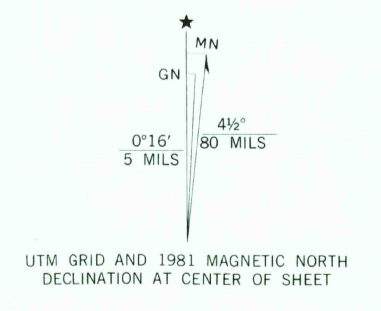 MN
GN
0°16′
5 MILS
4½°
80 MILS
UTM GRID AND 1981 MAGNETIC NORTH
DECLINATION AT CENTER OF SHEET